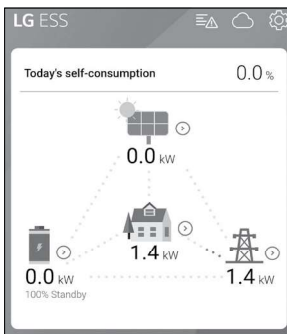 LG ESS
Today's self-consumption 0.0 %
0.0 kW
1.4 kW
0.0 kW
100% Standby
1.4 kW